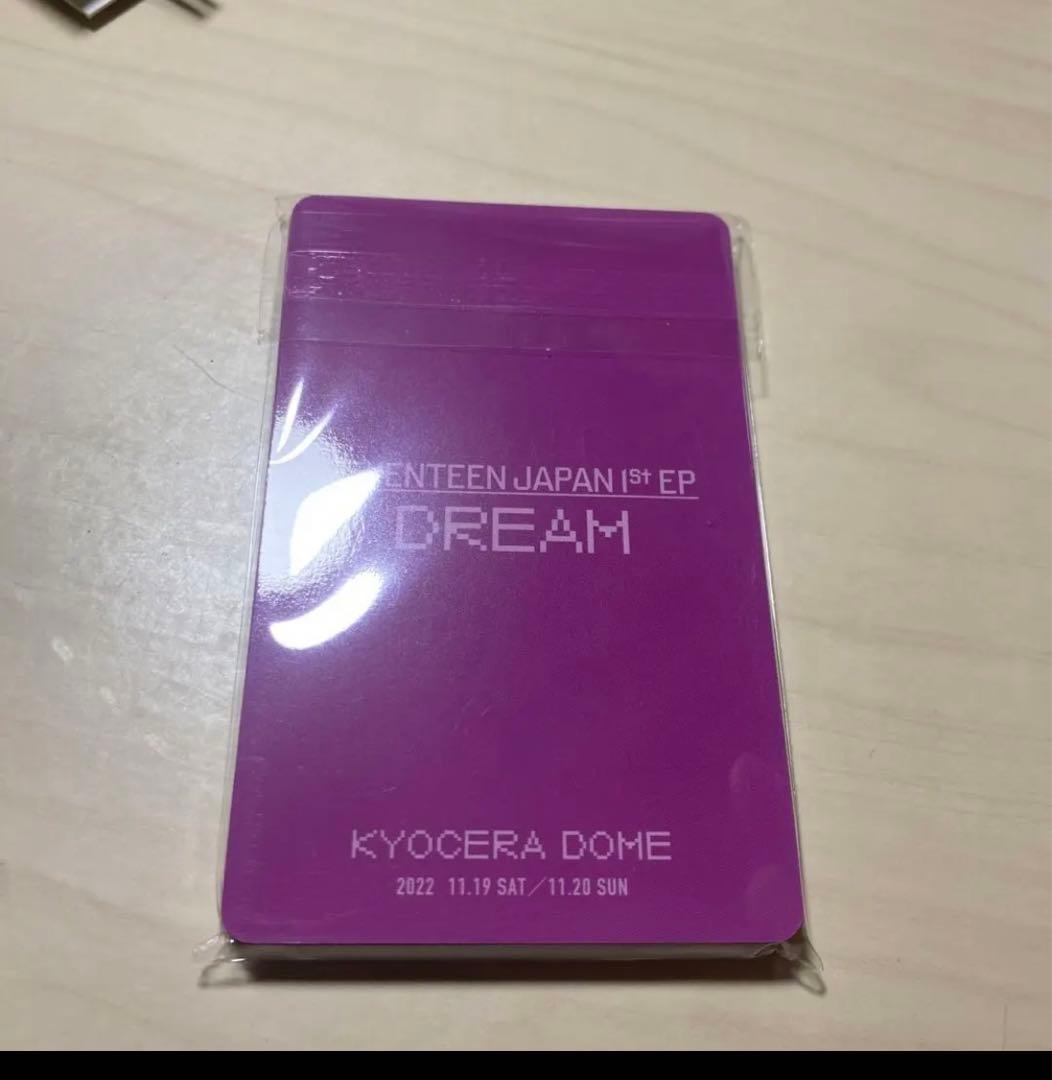 ENTEEN JAPAN 1St EP
DREAM
KYOCERA DOME
2022 11.19 SAT/11.20 SUN